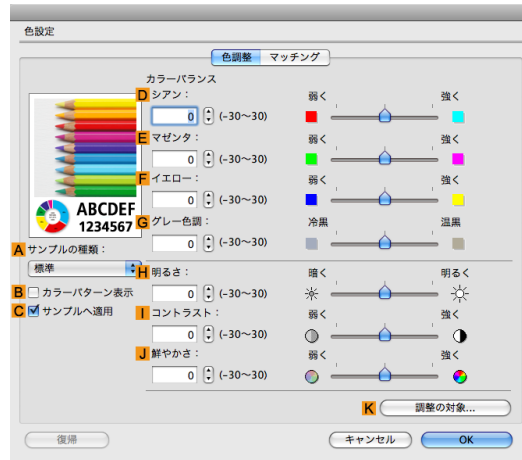 色設定
色調整 マッチング
カラーバランス
D シアン：
弱く 強く
0 (-30～30)
E マゼンタ：
弱く 強く
0 (-30～30)
F イエロー：
弱く 強く
0 (-30～30)
ABCDEF
1234567
G グレー色調：
冷黒 温黒
0 (-30～30)
A サンプルの種類：
標準
H 明るさ：
暗く 明るく
B カラーパターン表示
0 (-30～30)
C サンプルへ適用
I コントラスト：
弱く 強く
0 (-30～30)
J 鮮やかさ：
弱く 強く
0 (-30～30)
K 調整の対象...
復帰 キャンセル OK